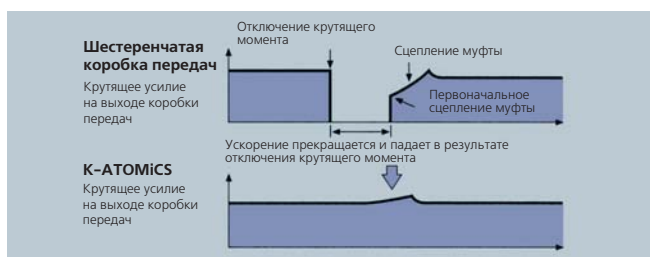 Отключение крутящего
момента
Шестеренчатая
коробка передач
Крутящее усилие
на выходе коробки
передач
Сцепление муфты
Первоначальное
сцепление муфты
Ускорение прекращается и падает в результате
отключения крутящего момента
K-ATOMiCS
Крутящее усилие
на выходе коробки
передач